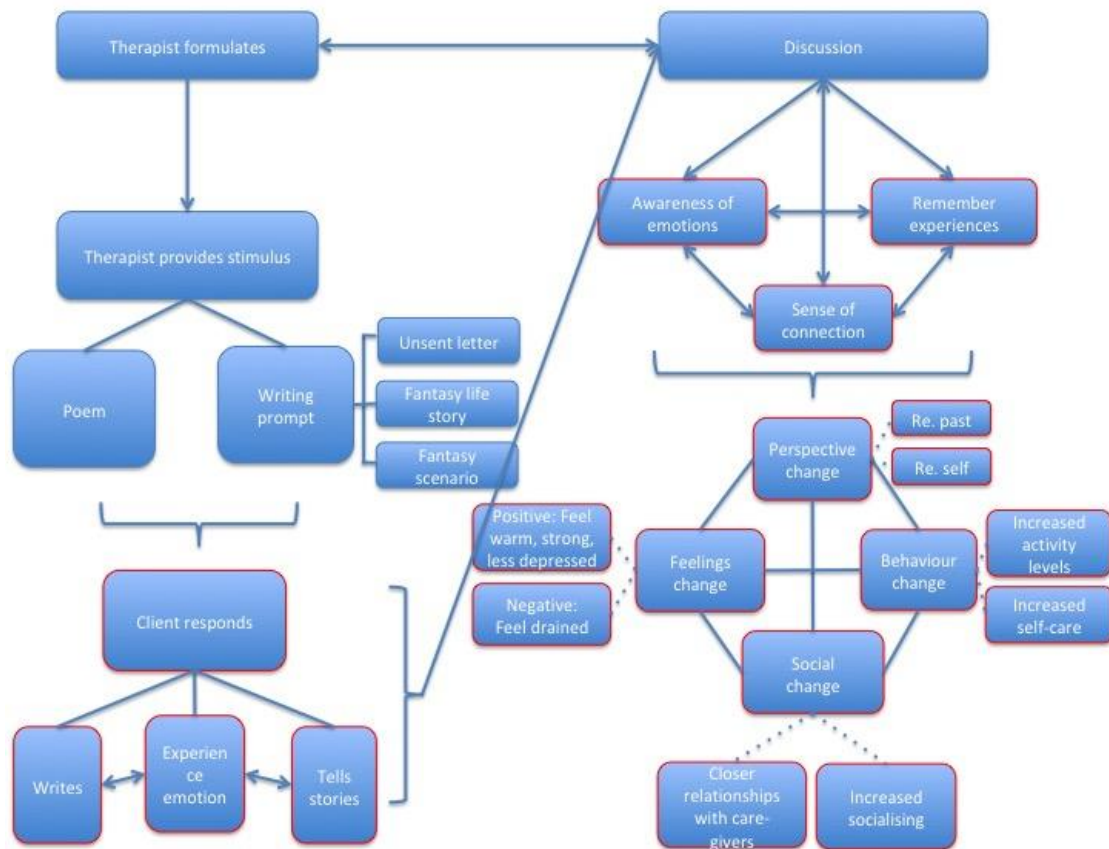 Therapist formulates
Discussion
Awareness of
emotions
Remember
experiences
Therapist provides stimulus
Sense of
connection
Poem
Writing
prompt
Unsent letter
Fantasy life
story
Fantasy
scenario
Perspective
change
Re. past
Re. self
Positive: Feel
warm, strong,
less depressed
Negative:
Feel drained
Feelings
change
Behaviour
change
Increased
activity
levels
Increased
self-care
Client responds
Social
change
Writes
Experien
ce
emotion
Tells
stories
Closer
relationships
with care-
givers
Increased
socialising